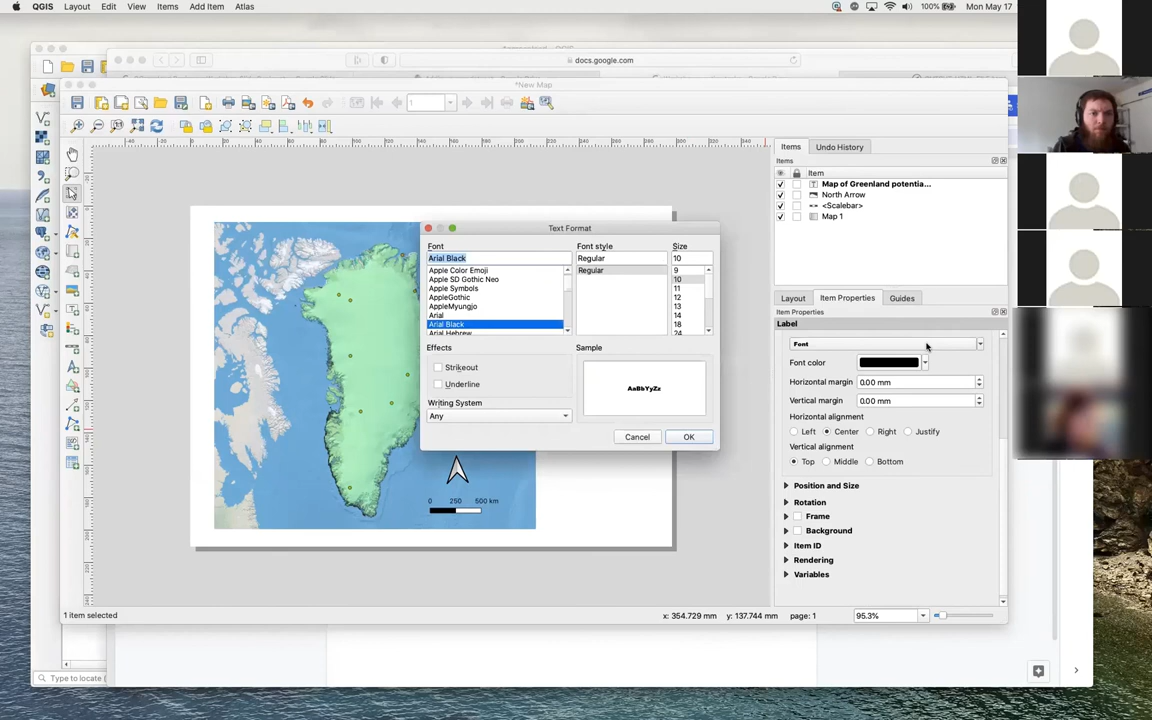 QGIS Layout Edit View Items Add Item Atlas
100% Mon May 17
docs.google.com
*New Map
1
Items Undo History
Items
Item
Map of Greenland potentia...
North Arrow
<Scalebar>
Map 1
Layout Item Properties Guides
Item Properties
Label
Font
Font color
Horizontal margin 0.00 mm
Vertical margin 0.00 mm
Horizontal alignment
Left Center Right Justify
Vertical alignment
Top Middle Bottom
Position and Size
Rotation
Frame
Background
Item ID
Rendering
Variables
Text Format
Font Font style Size
Arial Black Regular 10
Apple Color Emoji Regular 9
Apple SD Gothic Neo 10
Apple Symbols 11
AppleGothic 12
AppleMyungjo 13
Arial 14
Arial Black 18
Arial Hebrew 24
Effects Sample
Strikeout
Underline
AaBbYyZz
Writing System
Any
Cancel OK
0 250 500 km
1 item selected
x: 354.729 mm y: 137.744 mm page: 1 95.3%
Type to locate (